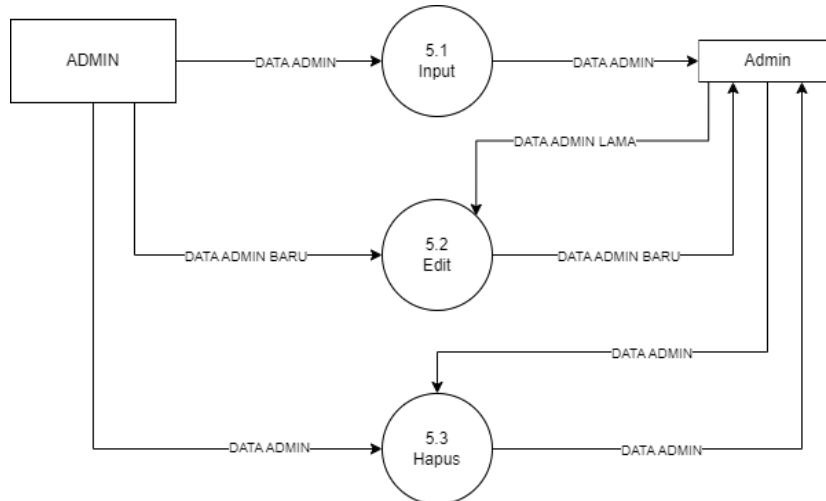 ADMIN
DATA ADMIN
5.1
Input
DATA ADMIN
Admin
DATA ADMIN LAMA
DATA ADMIN BARU
5.2
Edit
DATA ADMIN BARU
DATA ADMIN
DATA ADMIN
5.3
Hapus
DATA ADMIN